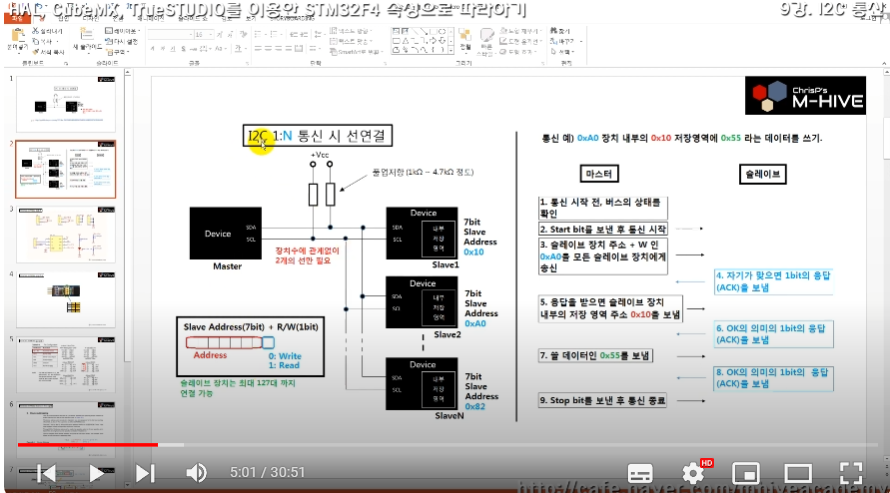 HAL, CubeMX, TrueSTUDIO를 이용한 STM32F4 속성으로 따라하기
9강. I2C 통신
ChrisP's
M-HIVE
I2C 1:N 통신 시 선연결
+Vcc
풀업저항 (1kΩ ~ 4.7kΩ 정도)
Device
SDA
SCL
Master
장치수에 관계없이
2개의 선만 필요
Device
SDA
SCL
내부
저장
영역
Slave1
7bit
Slave
Address
0x10
Device
SDA
SCL
내부
저장
영역
Slave2
7bit
Slave
Address
0xA0
Device
SDA
SCL
내부
저장
영역
SlaveN
7bit
Slave
Address
0x82
Slave Address(7bit) + R/W(1bit)
Address
0: Write
1: Read
슬레이브 장치는 최대 127대 까지
연결 가능
통신 예) 0xA0 장치 내부의 0x10 저장영역에 0x55 라는 데이터를 쓰기.
마스터
슬레이브
1. 통신 시작 전, 버스의 상태를
확인
2. Start bit를 보낸 후 통신 시작
3. 슬레이브 장치 주소 + W 인
0xA0를 모든 슬레이브 장치에게
송신
4. 자기가 맞으면 1bit의 응답
(ACK)을 보냄
5. 응답을 받으면 슬레이브 장치
내부의 저장 영역 주소 0x10를 보냄
6. OK의 의미의 1bit의 응답
(ACK)을 보냄
7. 쓸 데이터인 0x55를 보냄
8. OK의 의미의 1bit의 응답
(ACK)을 보냄
9. Stop bit를 보낸 후 통신 종료
1
2
3
4
5
6
7
5:01 / 30:51
HD
http://cafe.naver.com/mhiveacademy